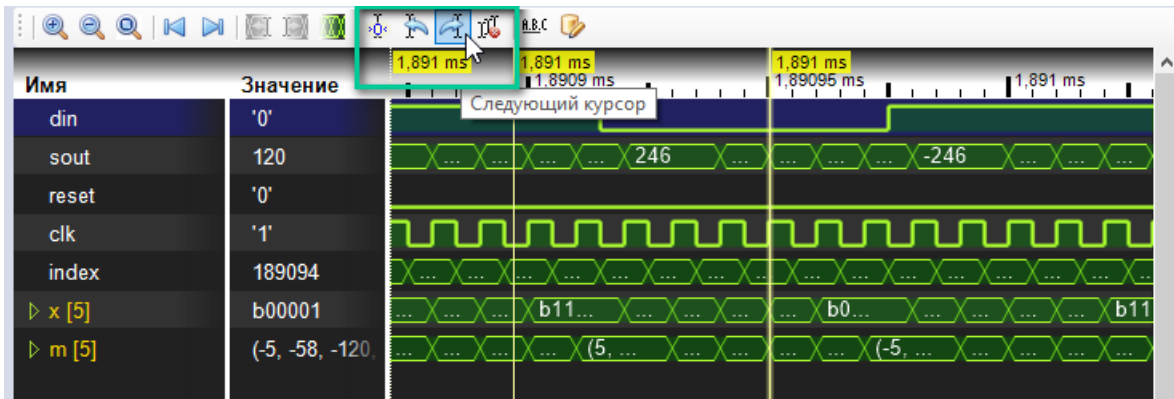 A.B.C
1,891 ms 1,891 ms 1,891 ms
1,8909 ms 1,89095 ms 1,891 ms
Имя Значение
Следующий курсор
din '0'
sout 120 ... ... ... ... 246 ... ... ... ... -246 ... ...
reset '0'
clk '1'
index 189094 ... ... ... ... ... ... ... ... ... ... ... ... ... ... ...
x [5] b00001 ... ... b11... ... ... ... ... b0... ... ... ... b11
m [5] (-5, -58, -120, ... ... ... (5, ... ... ... ... ... (-5, ... ... ... ...